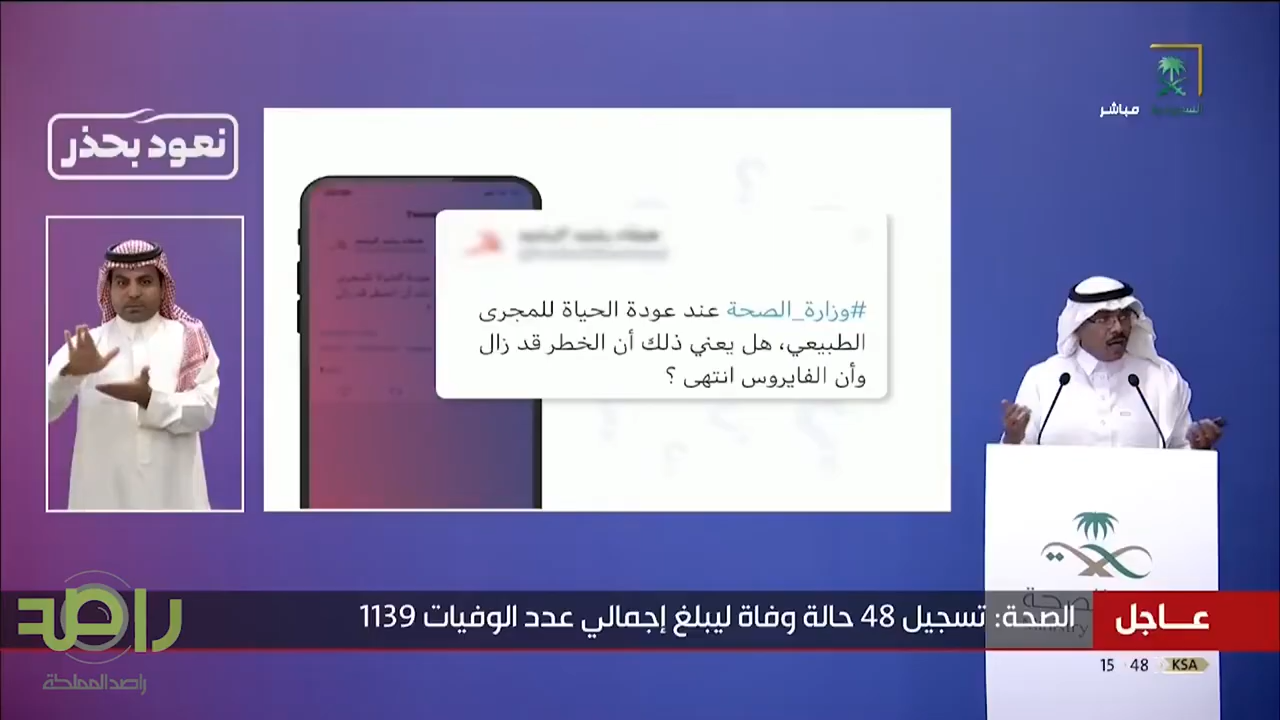 السعودية
مباشر
نعود بحذر
#وزارة_الصحة عند عودة الحياة للمجرى
الطبيعي، هل يعني ذلك أن الخطر قد زال
وأن الفايروس انتهى ؟
عاجل
الصحة: تسجيل 48 حالة وفاة ليبلغ إجمالي عدد الوفيات 1139
15 48 KSA
راصد
راصد المملكة